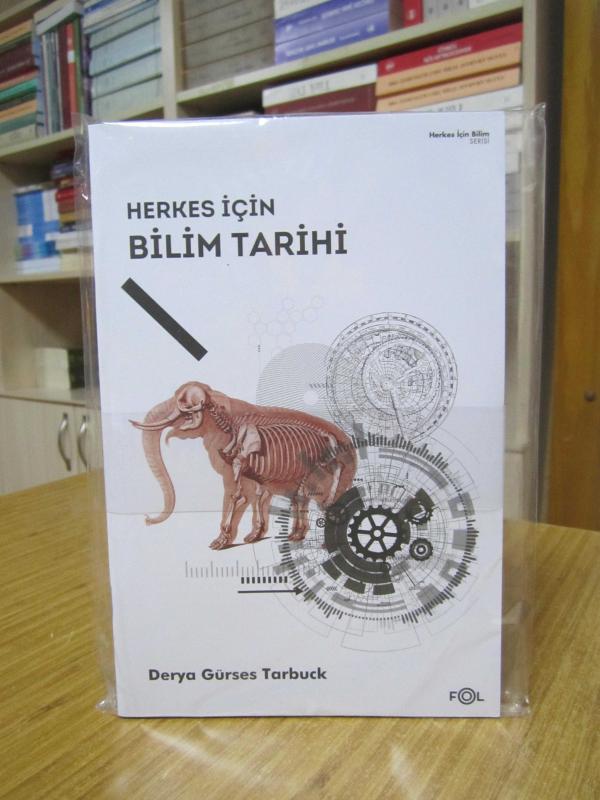 Herkes İçin Bilim
SERİSİ
HERKES İÇİN
BİLİM TARİHİ
Derya Gürses Tarbuck
FOL